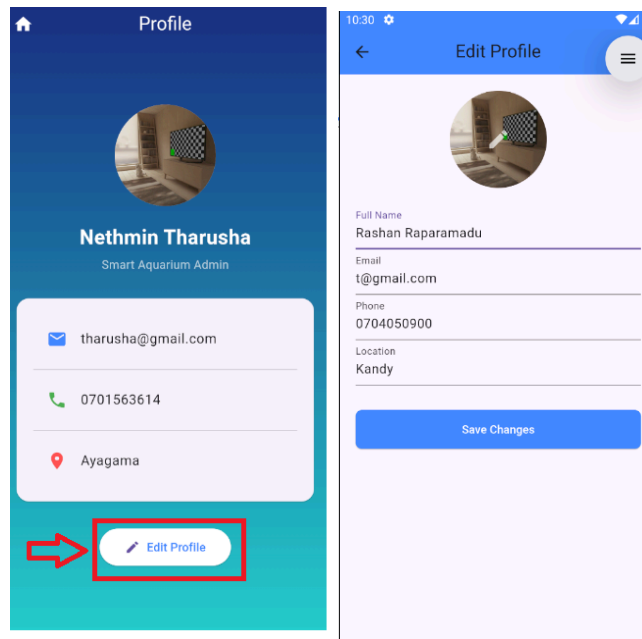 Profile
Nethmin Tharusha
Smart Aquarium Admin
tharusha@gmail.com
0701563614
Ayagama
Edit Profile
10:30
Edit Profile
Full Name
Rashan Raparamadu
Email
t@gmail.com
Phone
0704050900
Location
Kandy
Save Changes